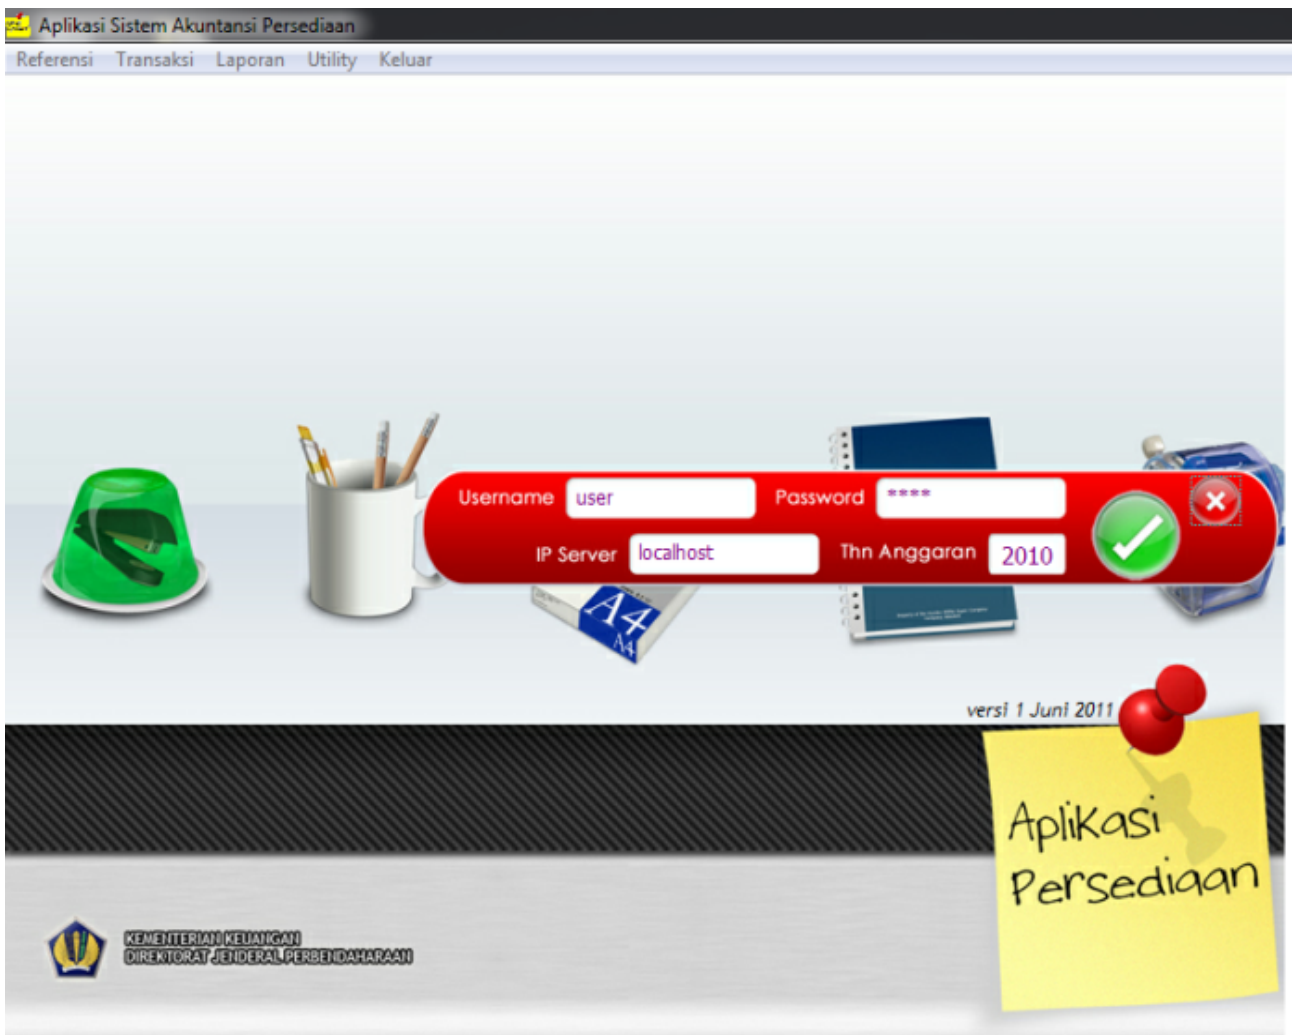 Aplikasi Sistem Akuntansi Persediaan
Referensi Transaksi Laporan Utility Keluar
Username user Password ****
IP Server localhost Thn Anggaran 2010
A4
A4
versi 1 Juni 2011
Aplikasi
Persediaan
KEMENTERIAN KEUANGAN
DIREKTORAT JENDERAL PERBENDAHARAAN